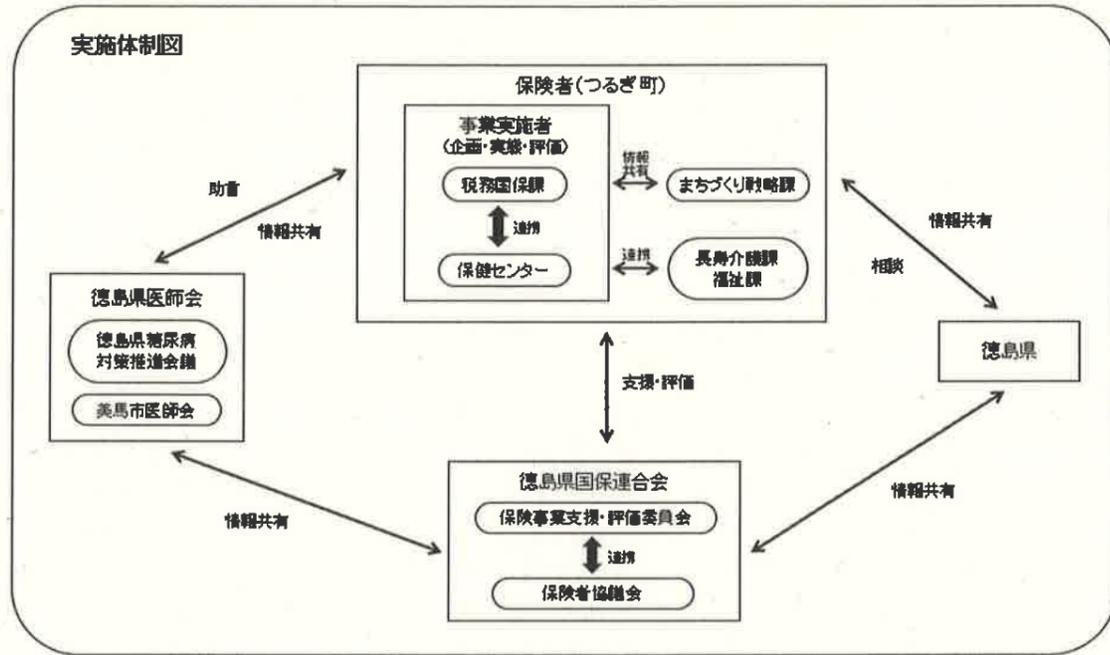 実施体制図
保険者(つるぎ町)
事業実施者
(企画・実態・評価)
税務国保課
連携
保健センター
情報
共有
まちづくり戦略課
連携
長寿介護課
福祉課
助言
情報共有
情報共有
相談
徳島県医師会
徳島県糖尿病
対策推進会議
美馬市医師会
徳島県
支援・評価
徳島県国保連合会
保険事業支援・評価委員会
連携
保険者協議会
情報共有
情報共有